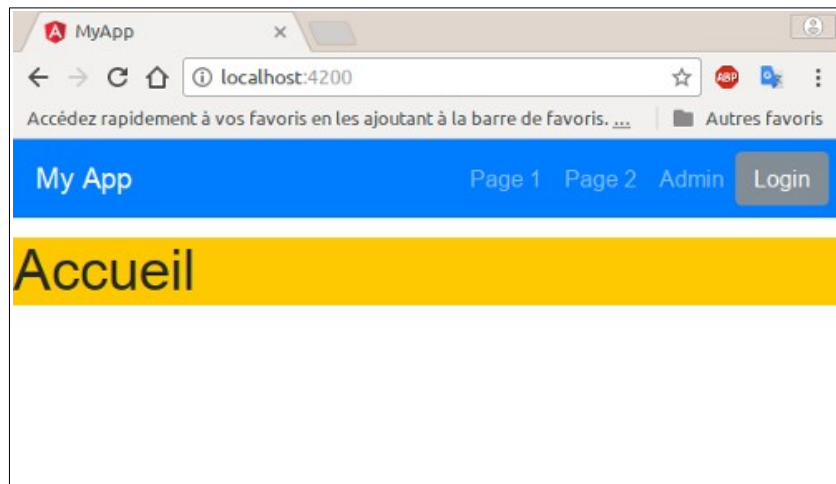 MyApp
localhost:4200
ABP
Accédez rapidement à vos favoris en les ajoutant à la barre de favoris. ... Autres favoris
My App Page 1 Page 2 Admin Login
Accueil